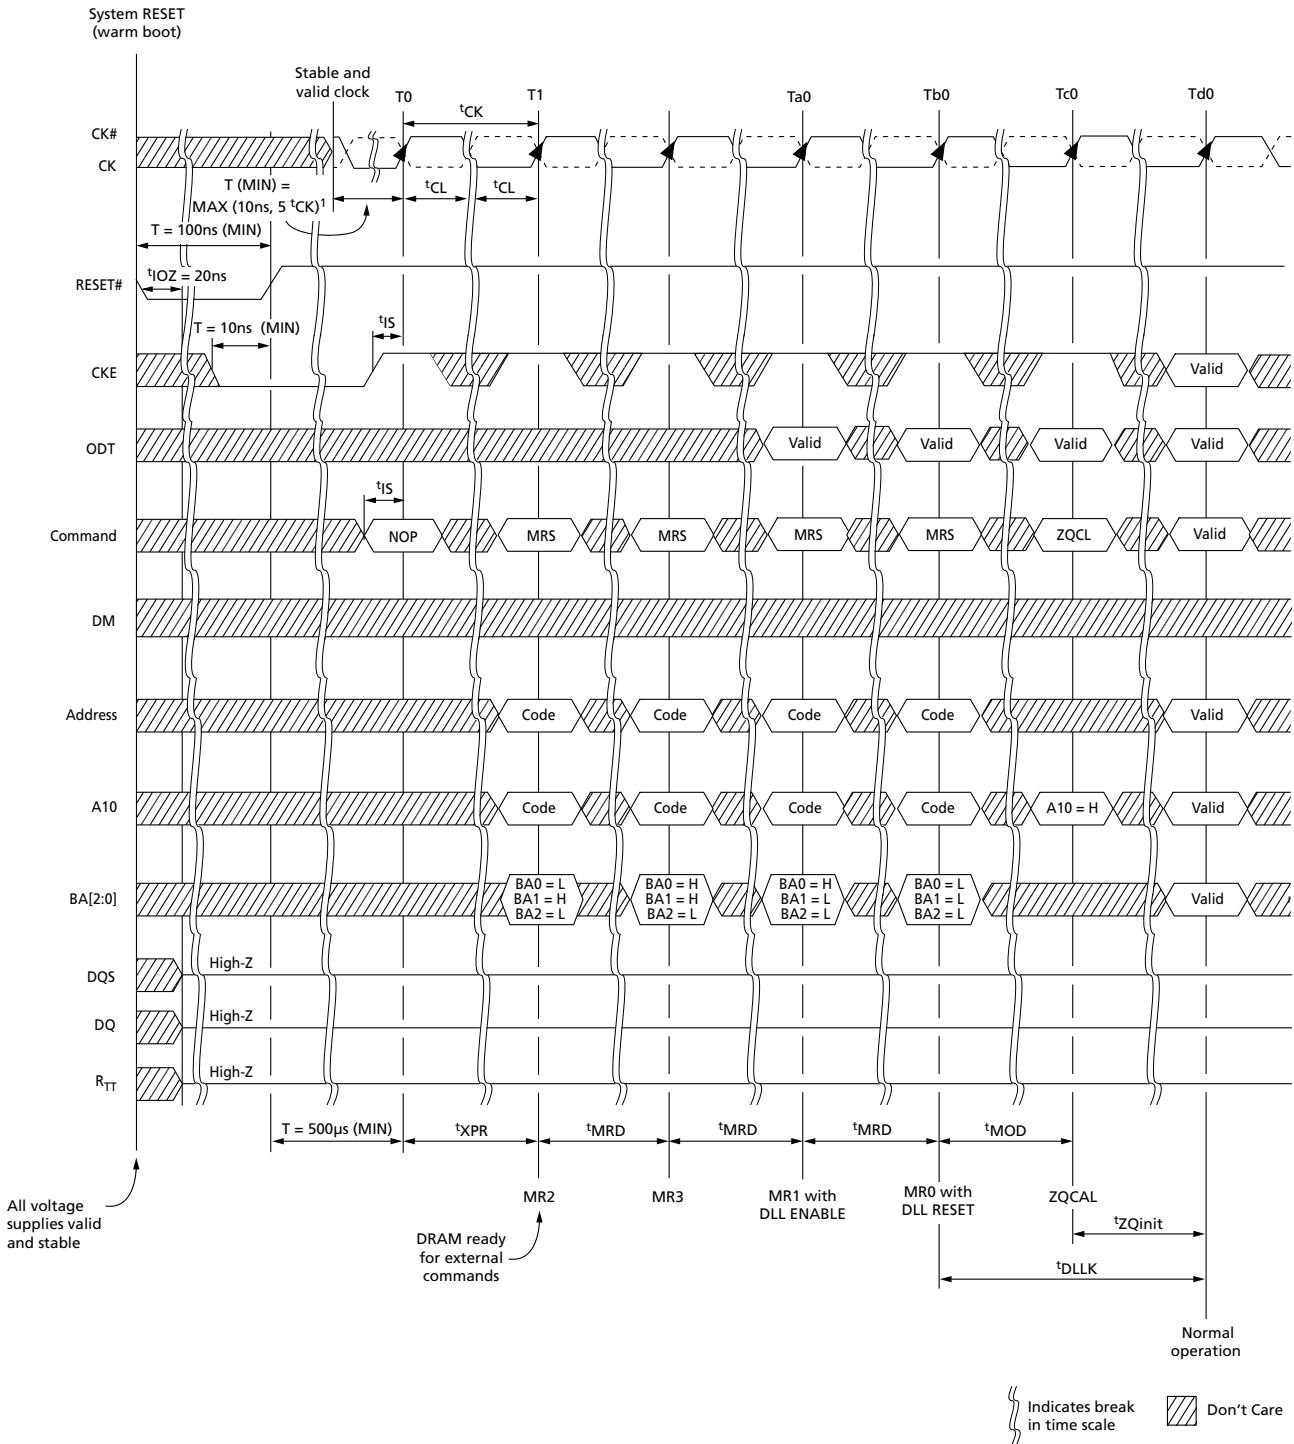 System RESET
(warm boot)
Stable and
valid clock
T0
T1
Ta0
Tb0
Tc0
Td0
tCK
CK#
CK
T (MIN) =
MAX (10ns, 5 tCK)1
tCL
tCL
T = 100ns (MIN)
tIOZ = 20ns
RESET#
T = 10ns (MIN)
tIS
CKE
Valid
ODT
Valid
Valid
Valid
Valid
tIS
Command
NOP
MRS
MRS
MRS
MRS
ZQCL
Valid
DM
Address
Code
Code
Code
Code
Valid
A10
Code
Code
Code
Code
A10 = H
Valid
BA[2:0]
BA0 = L
BA1 = H
BA2 = L
BA0 = H
BA1 = H
BA2 = L
BA0 = H
BA1 = L
BA2 = L
BA0 = L
BA1 = L
BA2 = L
Valid
DQS
High-Z
DQ
High-Z
RTT
High-Z
T = 500μs (MIN)
tXPR
tMRD
tMRD
tMRD
tMOD
All voltage
supplies valid
and stable
MR2
MR3
MR1 with
DLL ENABLE
MR0 with
DLL RESET
ZQCAL
DRAM ready
for external
commands
tZQinit
tDLLK
Normal
operation
Indicates break
in time scale
Don't Care